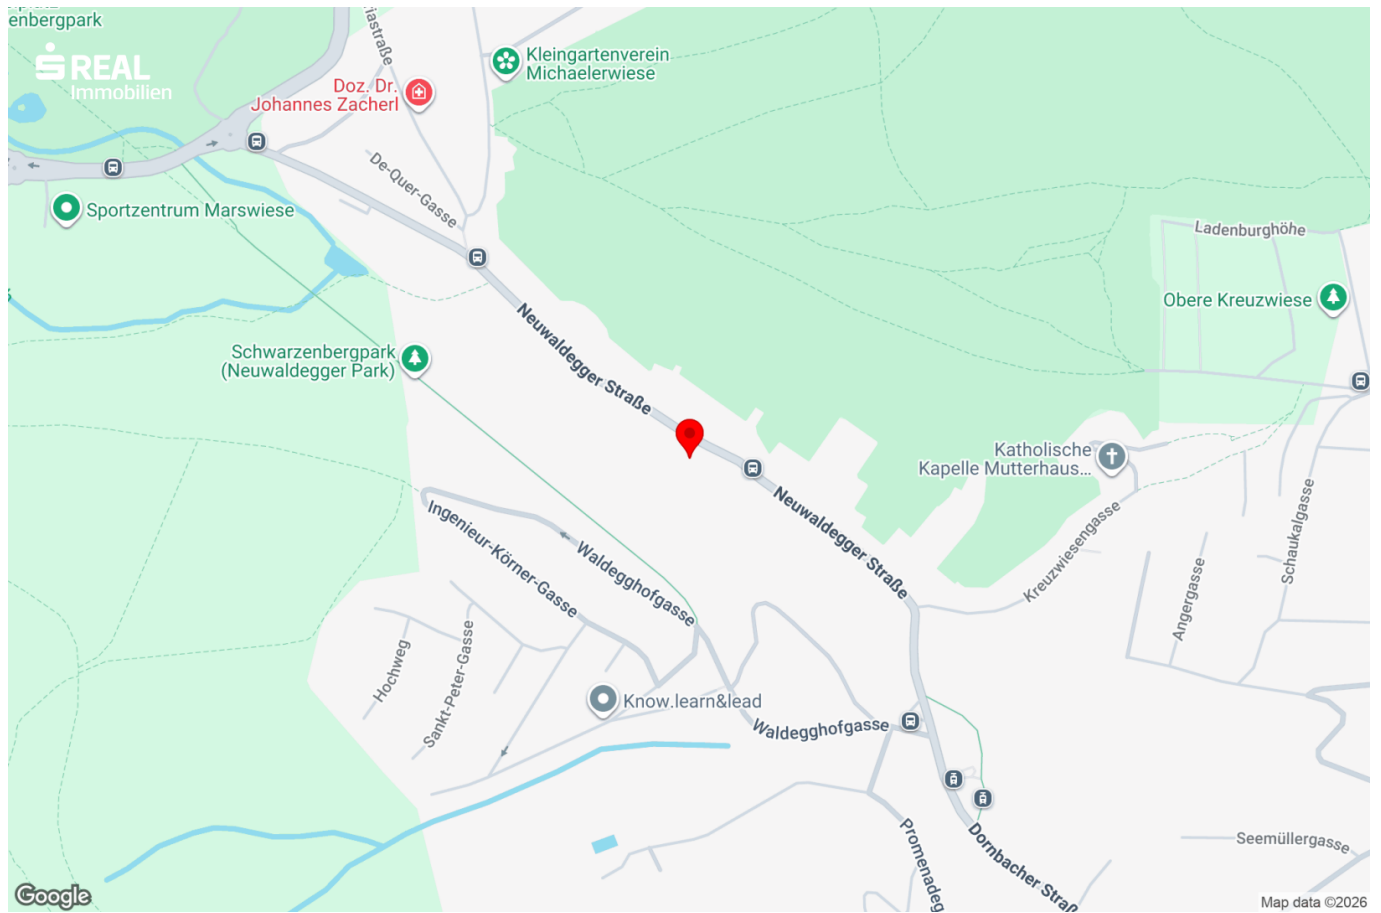 enbergpark
REAL
Immobilien
Kleingartenverein
Michaelerwiese
Doz. Dr.
Johannes Zacherl
De-Quer-Gasse
Sportzentrum Marswiese
Ladenburghöhe
Obere Kreuzwiese
Neuwaldegger Straße
Schwarzenbergpark
(Neuwaldegger Park)
Katholische
Kapelle Mutterhaus...
Neuwaldegger Straße
Ingenieur-Körner-Gasse
Waldegghofgasse
Kreuzwiesengasse
Schaukalgasse
Angergasse
Hochweg
Sankt-Peter-Gasse
Know.learn&lead
Waldegghofgasse
Promenadeg
Dornbacher Straß
Seemüllergasse
Google
Map data ©2026